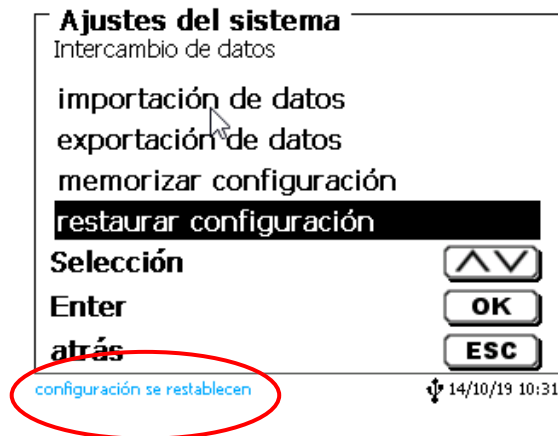 Ajustes del sistema
Intercambio de datos
importación de datos
exportación de datos
memorizar configuración
restaurar configuración
Selección
Enter OK
atrás ESC
configuración se restablecen 14/10/19 10:31